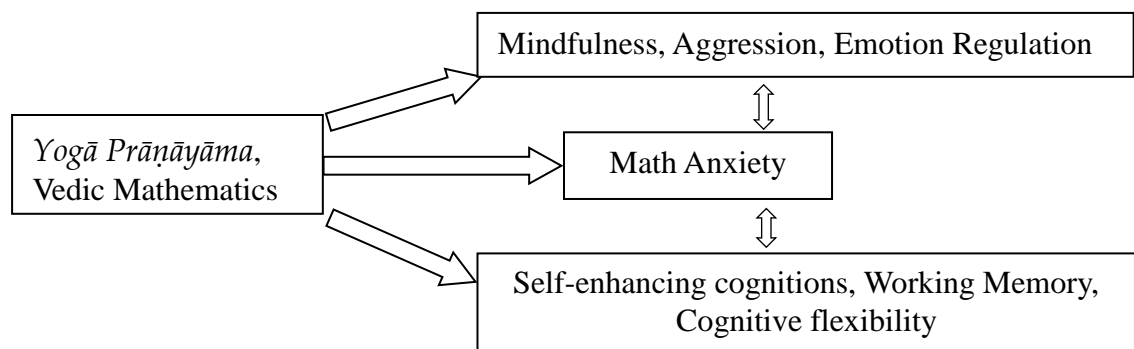 Mindfulness, Aggression, Emotion Regulation
Yogā Prāṇāyāma,
Vedic Mathematics
Math Anxiety
Self-enhancing cognitions, Working Memory,
Cognitive flexibility